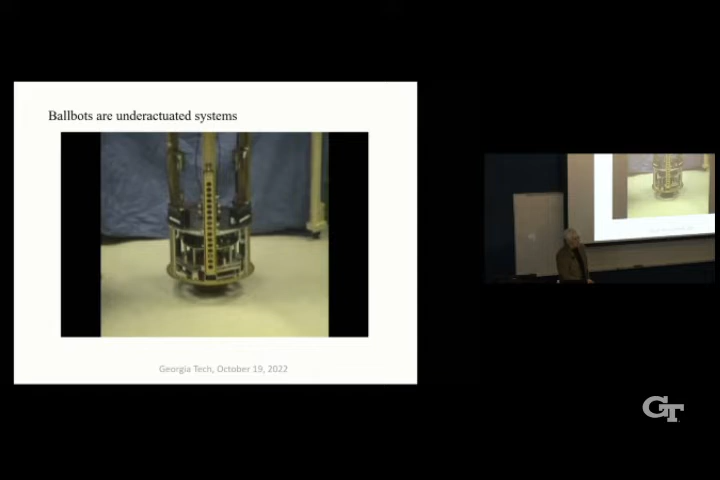 Ballbots are underactuated systems
Georgia Tech, October 19, 2022
GT